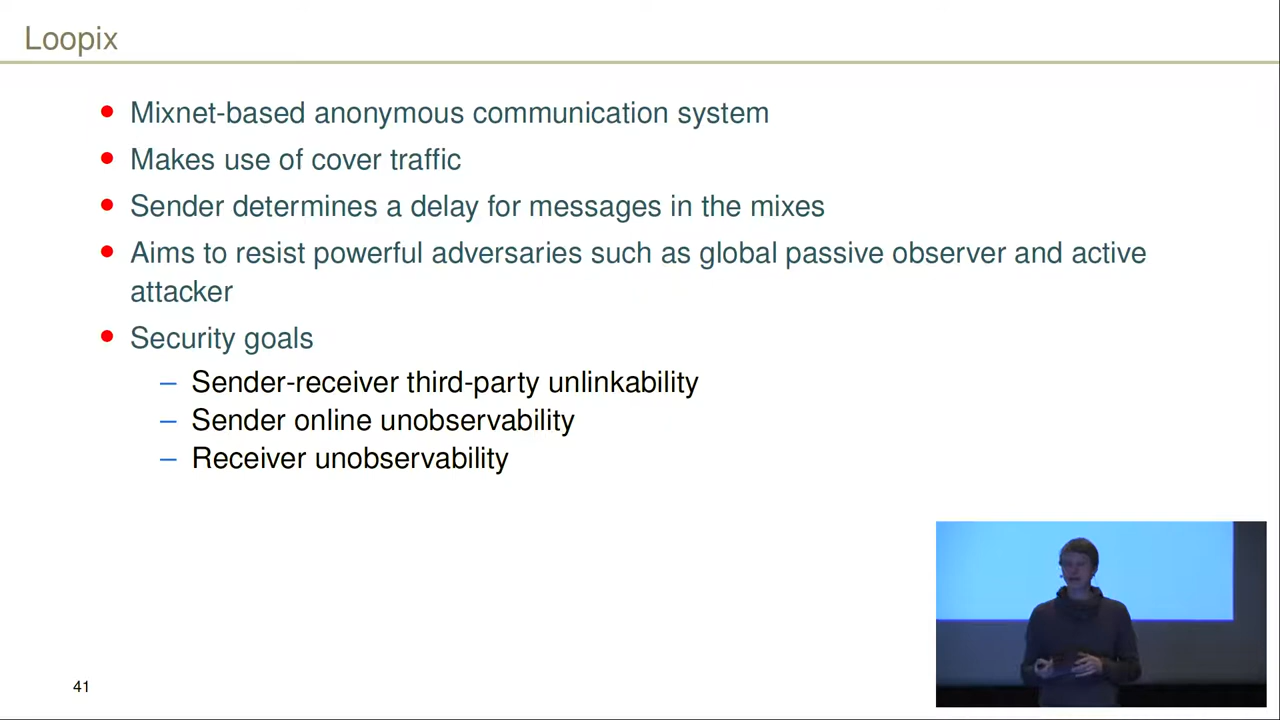 Loopix
• Mixnet-based anonymous communication system
• Makes use of cover traffic
• Sender determines a delay for messages in the mixes
• Aims to resist powerful adversaries such as global passive observer and active
attacker
• Security goals
– Sender-receiver third-party unlinkability
– Sender online unobservability
– Receiver unobservability
41